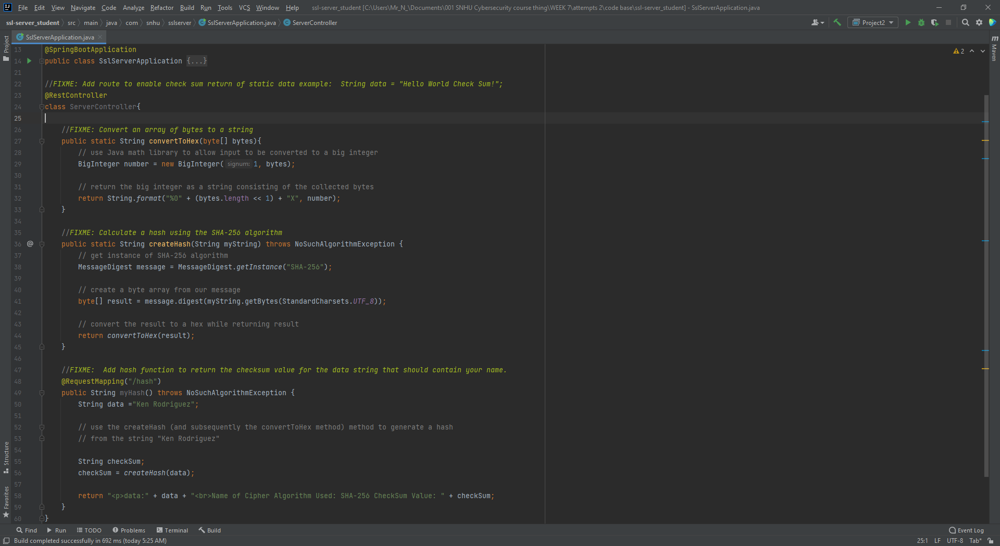 File Edit View Navigate Code Analyze Refactor Build Run Tools VCS Window Help ssl-server_student [C:\Users\Mr_N_\Documents\001 SNHU Cybersecurity course thing\WEEK 7\attempts 2\code base\ssl-server_student] - SslServerApplication.java
ssl-server_student src main java com snhu sslserver SslServerApplication.java ServerController Project2
Project
SslServerApplication.java
Maven
2
13 @SpringBootApplication
14 public class SslServerApplication {...}
21
22 //FIXME: Add route to enable check sum return of static data example:  String data = "Hello World Check Sum!";
23 @RestController
24 class ServerController{
25
26 //FIXME: Convert an array of bytes to a string
27 public static String convertToHex(byte[] bytes){
28 // use Java math library to allow input to be converted to a big integer
29 BigInteger number = new BigInteger( signum: 1, bytes);
30
31 // return the big integer as a string consisting of the collected bytes
32 return String.format("%0" + (bytes.length << 1) + "X", number);
33 }
34
35 //FIXME: Calculate a hash using the SHA-256 algorithm
36 @ public static String createHash(String myString) throws NoSuchAlgorithmException {
37 // get instance of SHA-256 algorithm
38 MessageDigest message = MessageDigest.getInstance("SHA-256");
39
40 // create a byte array from our message
41 byte[] result = message.digest(myString.getBytes(StandardCharsets.UTF_8));
42
43 // convert the result to a hex while returning result
44 return convertToHex(result);
45 }
46
47 //FIXME:  Add hash function to return the checksum value for the data string that should contain your name.
48 @RequestMapping("/hash")
49 public String myHash() throws NoSuchAlgorithmException {
50 String data ="Ken Rodriguez";
51
52 // use the createHash (and subsequently the convertToHex method) method to generate a hash
53 // from the string "Ken Rodriguez"
54
55 String checkSum;
56 checkSum = createHash(data);
57
58 return "<p>data:" + data + "<br>Name of Cipher Algorithm Used: SHA-256 CheckSum Value: " + checkSum;
59 }
60 }
Structure
Favorites
Find Run TODO Problems Terminal Build Event Log
Build completed successfully in 692 ms (today 5:25 AM) 25:1 LF UTF-8 Tab*